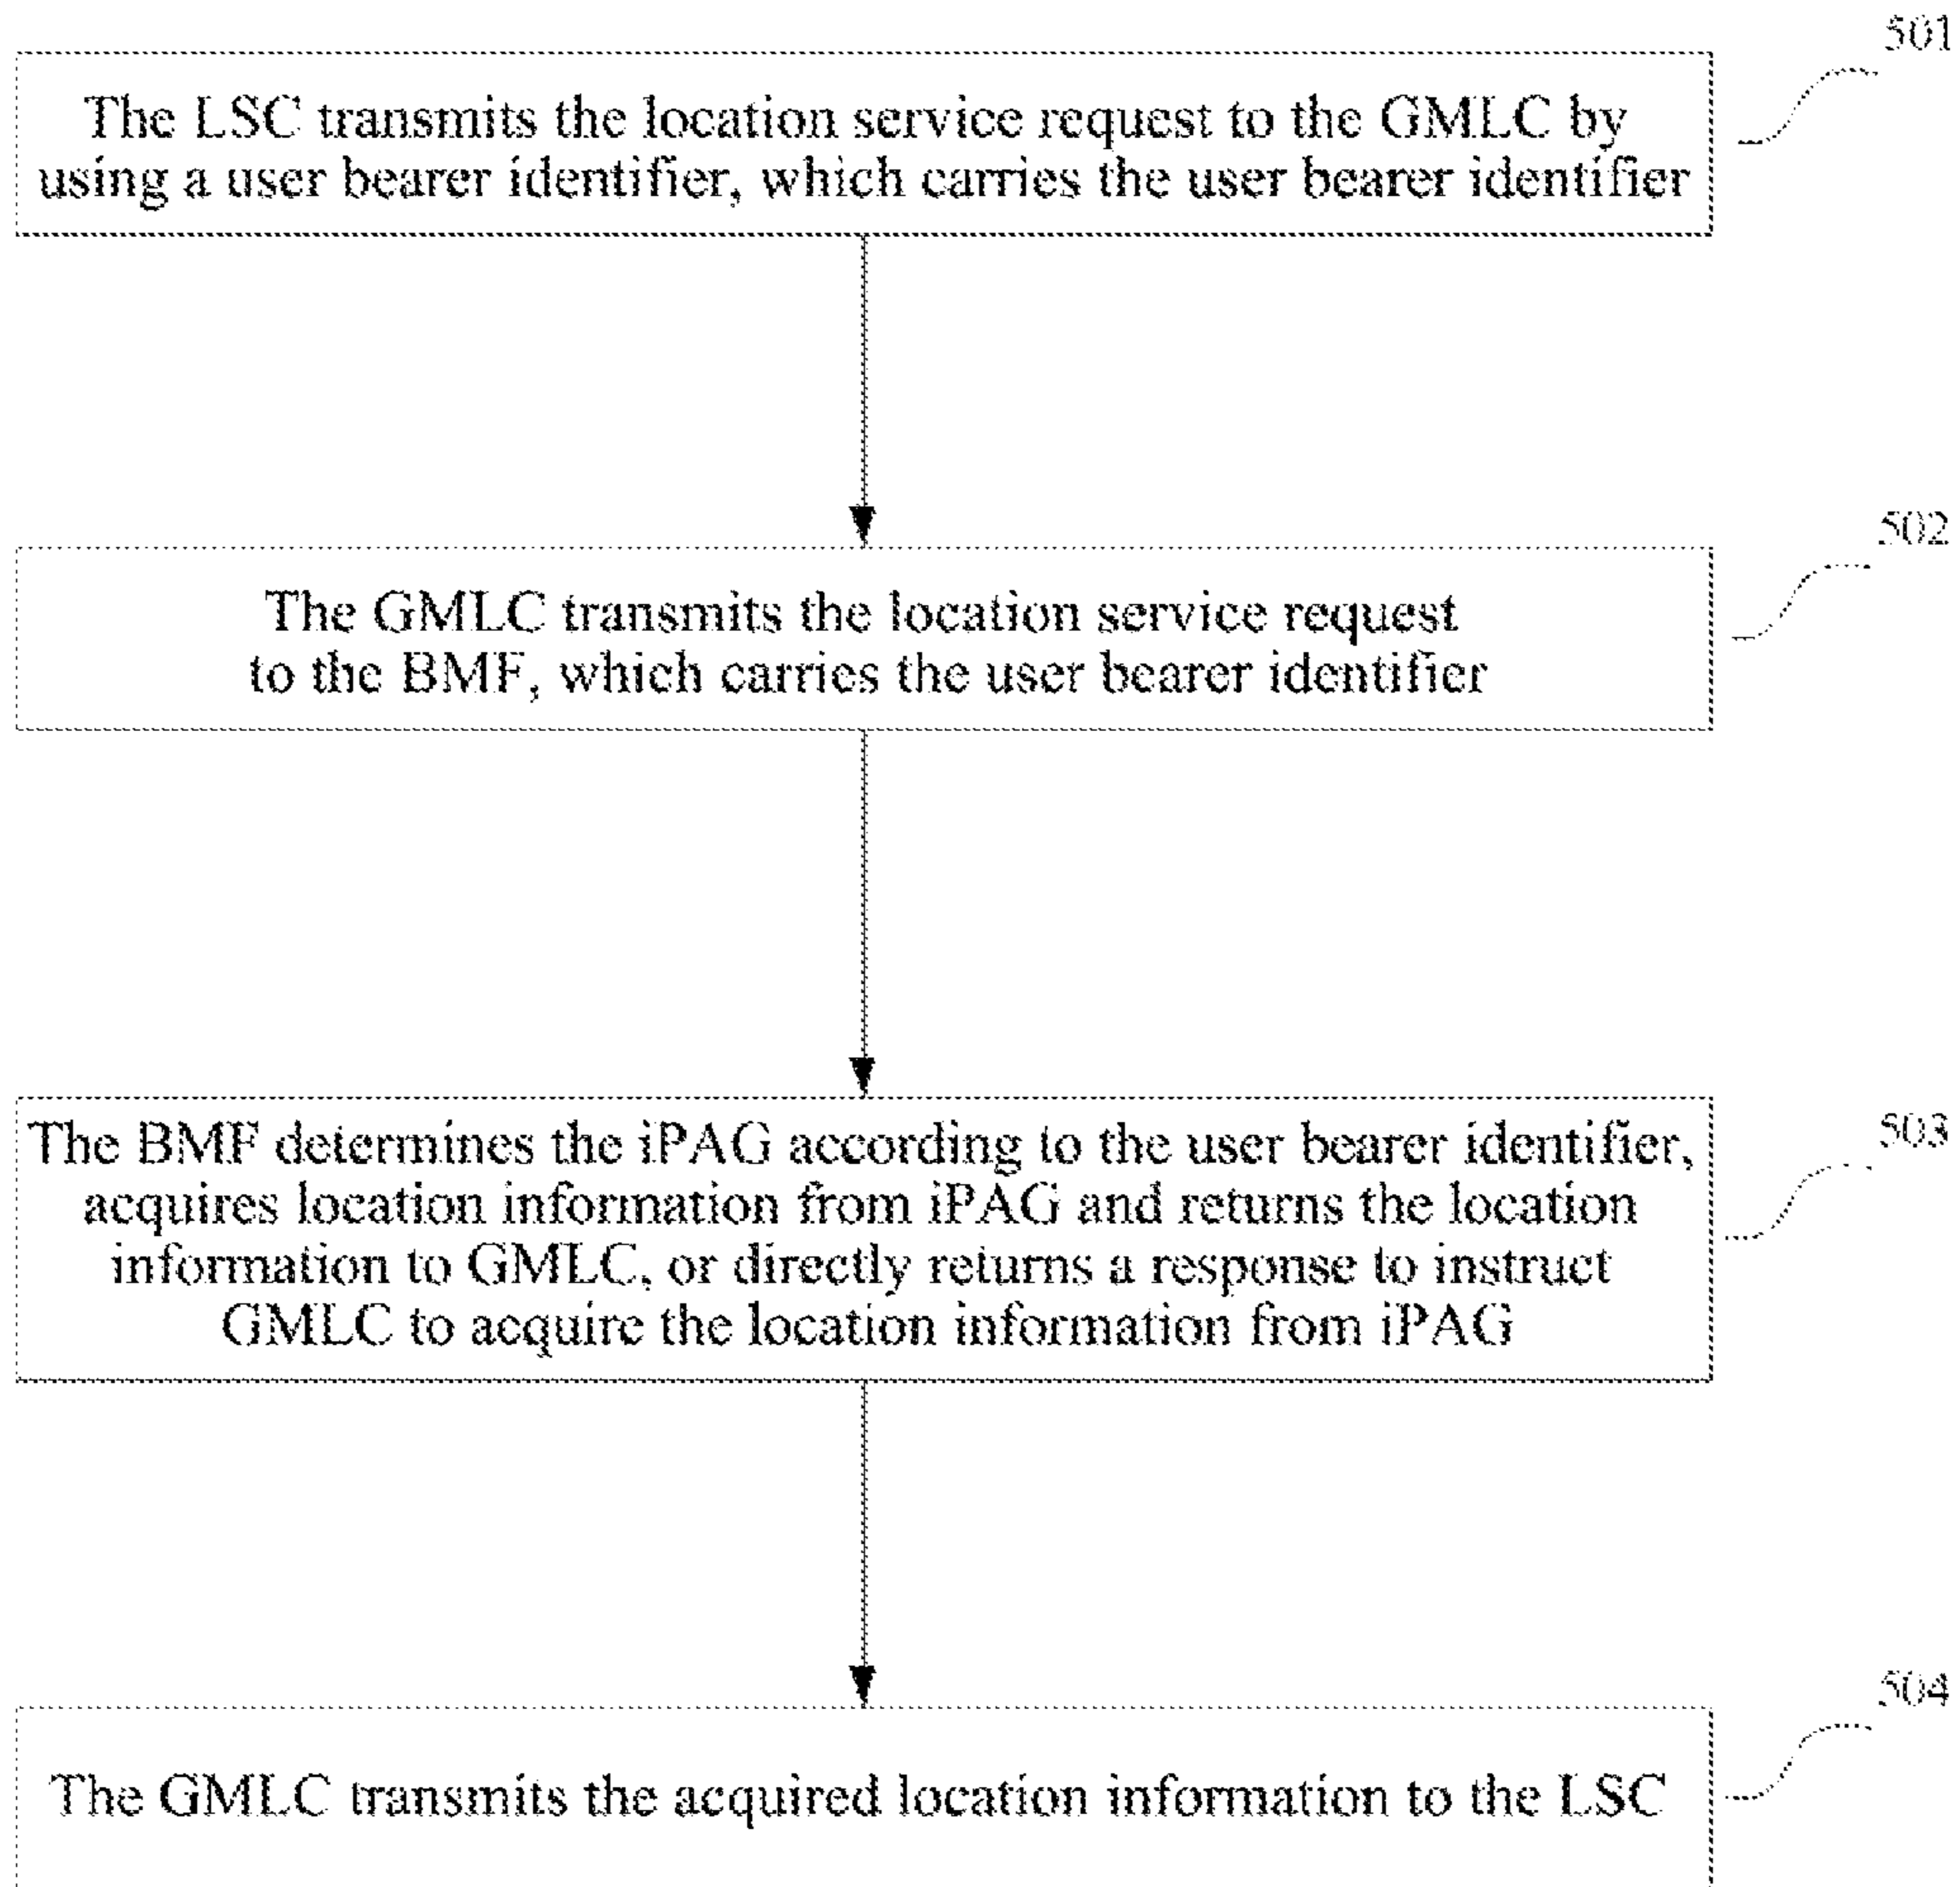 501
The LSC transmits the location service request to the GMLC by
using a user bearer identifier, which carries the user bearer identifier
502
The GMLC transmits the location service request
to the BMF, which carries the user bearer identifier
503
The BMF determines the iPAG according to the user bearer identifier,
acquires location information from iPAG and returns the location
information to GMLC, or directly returns a response to instruct
GMLC to acquire the location information from iPAG
504
The GMLC transmits the acquired location information to the LSC